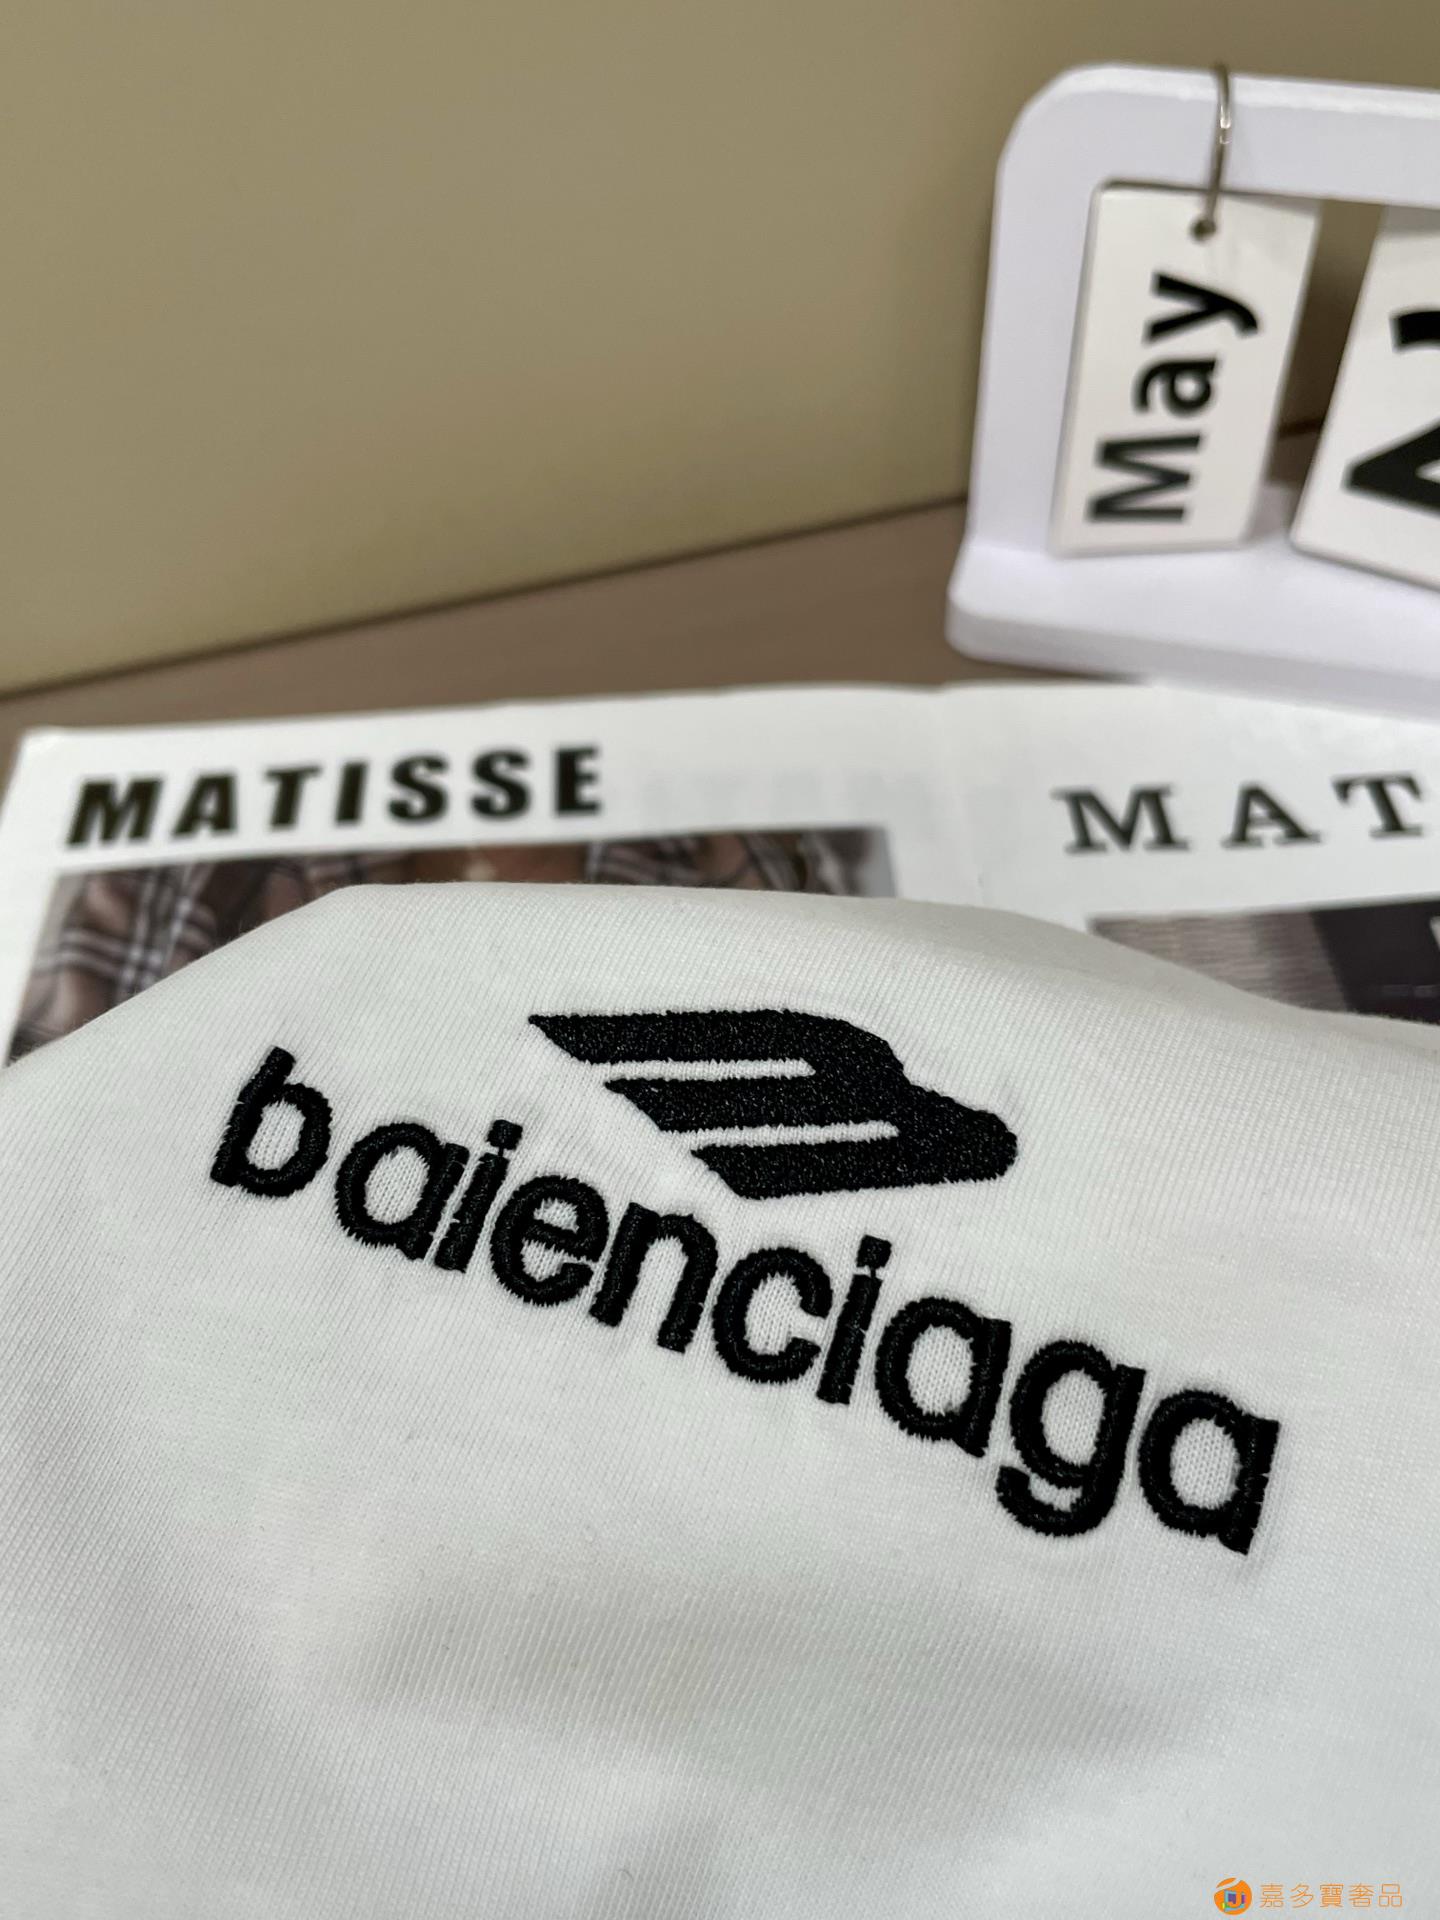 May
MATISSE
MAT
baienciaga
嘉多寶奢品